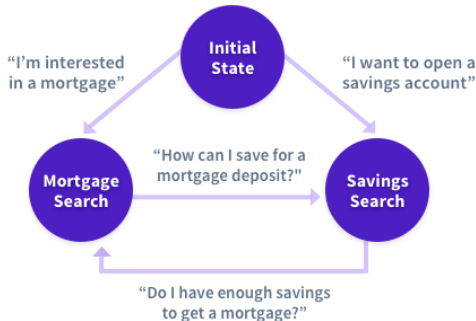 Initial
State
“I’m interested
in a mortgage”
“I want to open a
savings account”
Mortgage
Search
“How can I save for a
mortgage deposit?"
Savings
Search
“Do I have enough savings
to get a mortgage?”